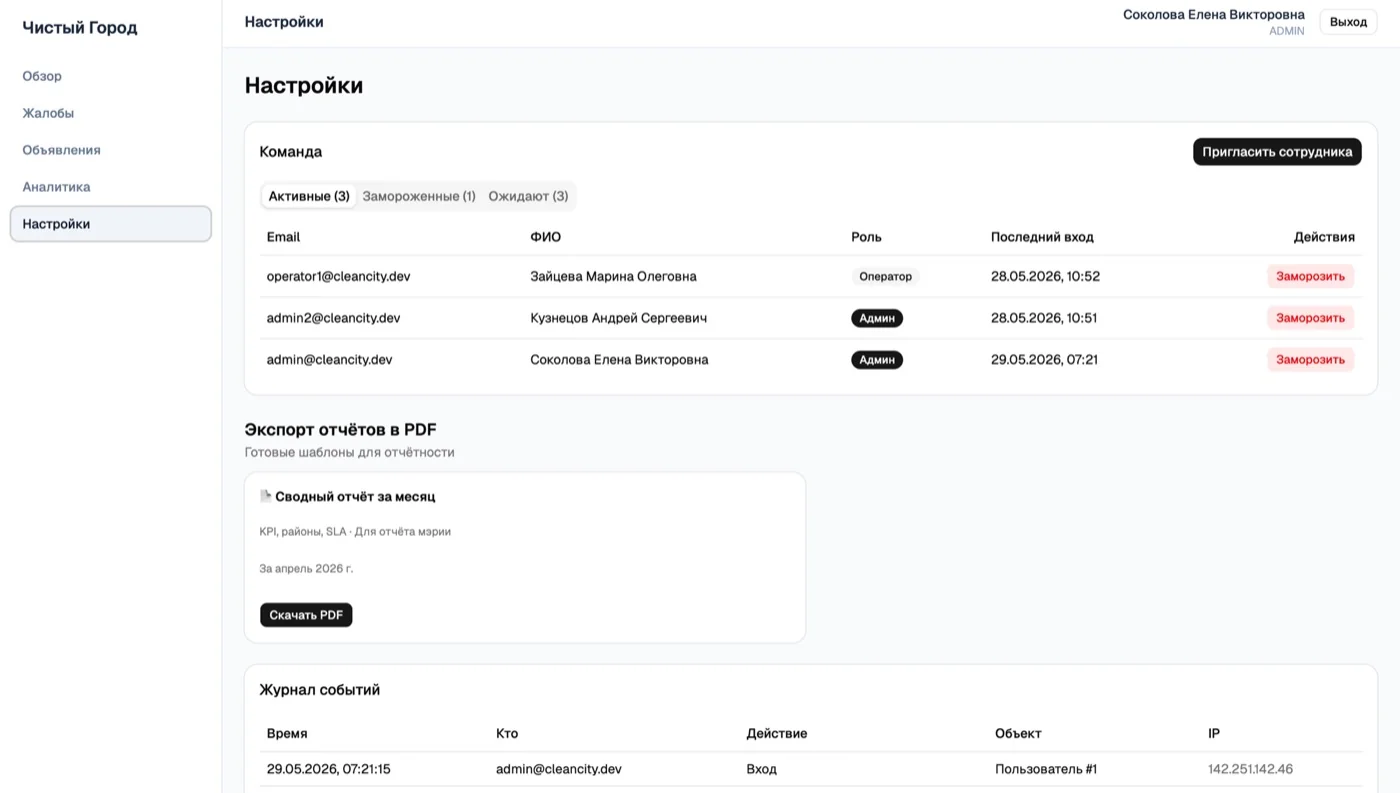 Чистый Город
Обзор
Жалобы
Объявления
Аналитика
Настройки
Настройки
Соколова Елена Викторовна
ADMIN
Выход
Настройки
Команда
Пригласить сотрудника
Активные (3) Замороженные (1) Ожидают (3)
Email ФИО Роль Последний вход Действия
operator1@cleancity.dev Зайцева Марина Олеговна Оператор 28.05.2026, 10:52 Заморозить
admin2@cleancity.dev Кузнецов Андрей Сергеевич Админ 28.05.2026, 10:51 Заморозить
admin@cleancity.dev Соколова Елена Викторовна Админ 29.05.2026, 07:21 Заморозить
Экспорт отчётов в PDF
Готовые шаблоны для отчётности
Сводный отчёт за месяц
KPI, районы, SLA · Для отчёта мэрии
За апрель 2026 г.
Скачать PDF
Журнал событий
Время Кто Действие Объект IP
29.05.2026, 07:21:15 admin@cleancity.dev Вход Пользователь #1 142.251.142.46